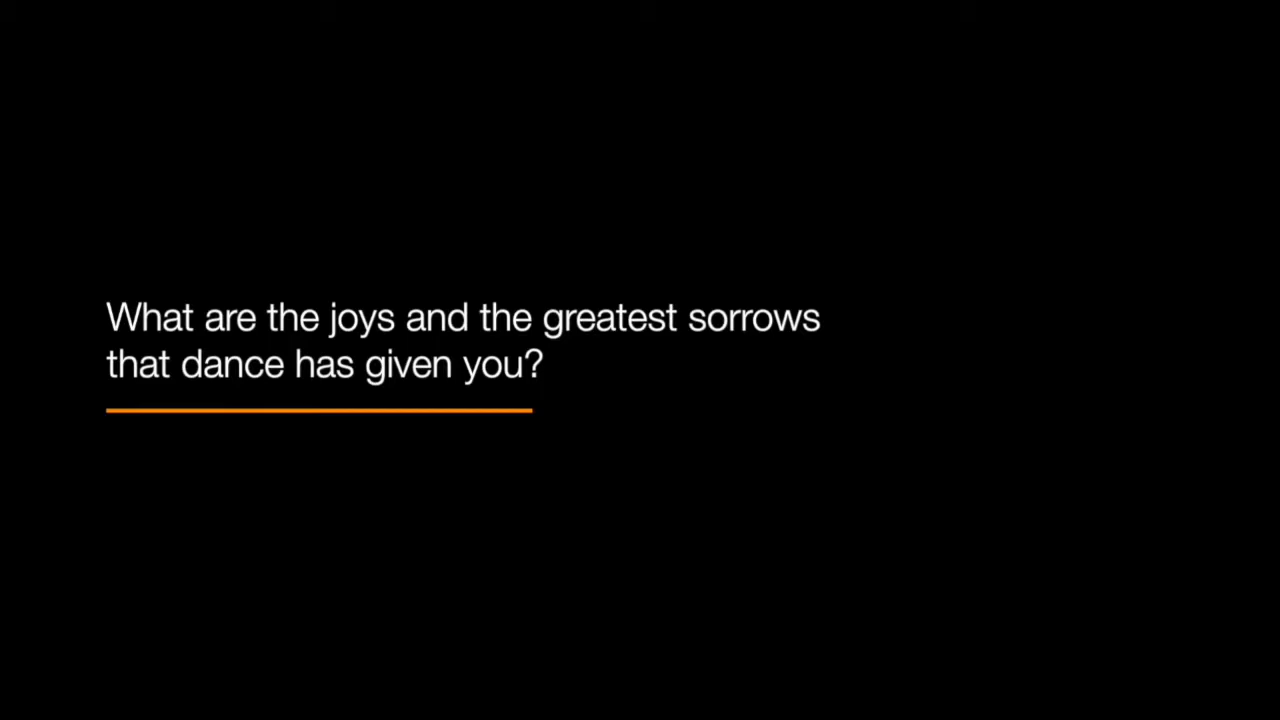 What are the joys and the greatest sorrows
that dance has given you?